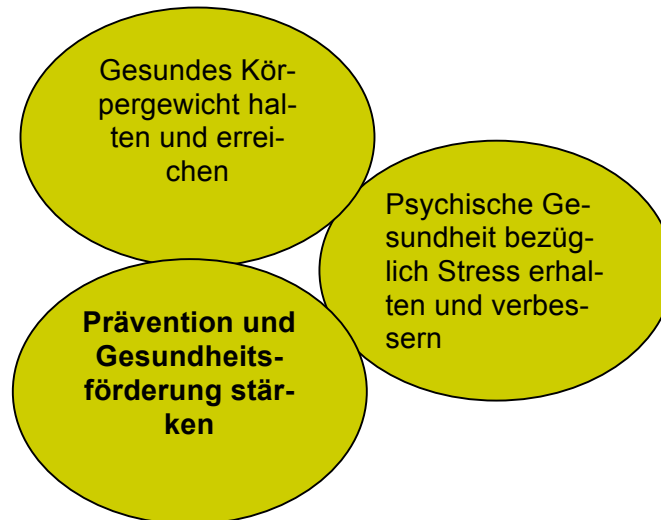 Gesundes Kör-
pergewicht hal-
ten und errei-
chen
Psychische Ge-
sundheit bezüg-
lich Stress erhal-
ten und verbes-
sern
Prävention und
Gesundheits-
förderung stär-
ken